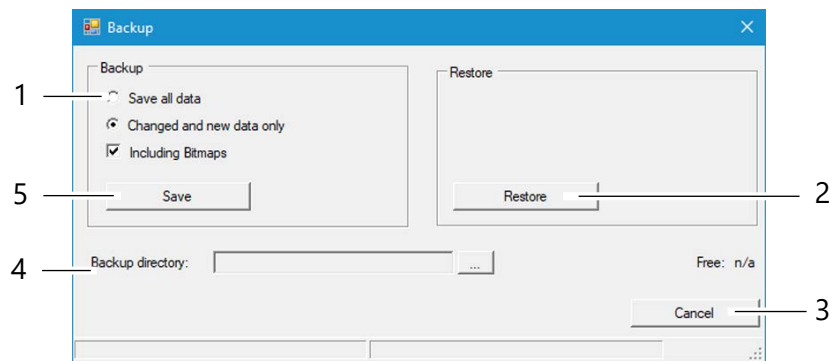 Backup
Backup
Restore
1
Save all data
Changed and new data only
Including Bitmaps
5
Save
Restore
2
4
Backup directory:
...
Free: n/a
Cancel
3